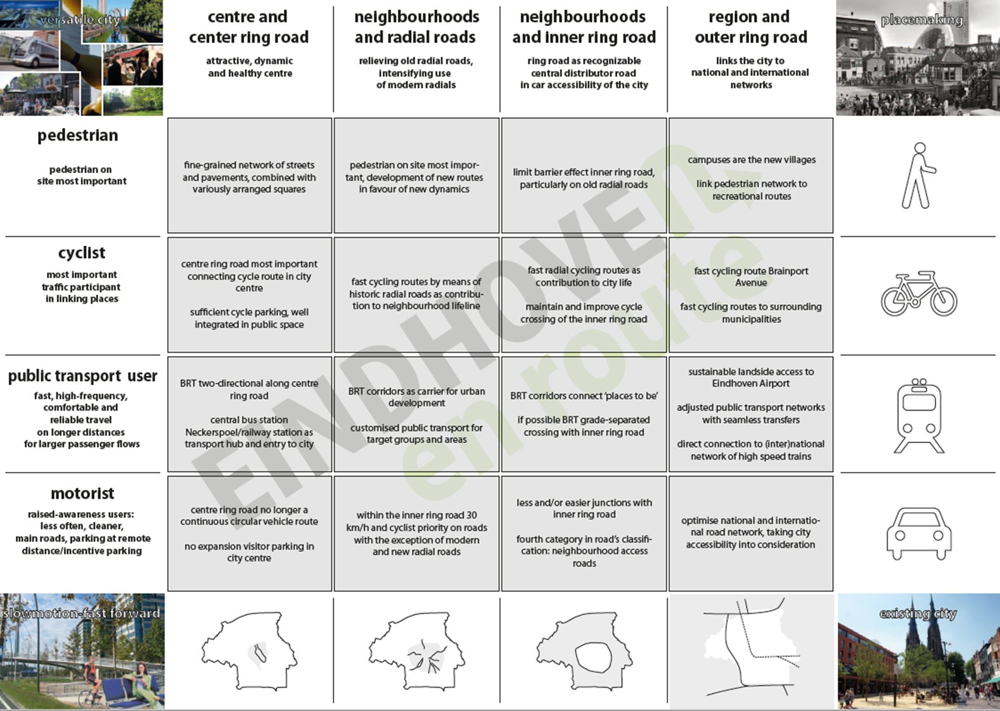 versatile city
centre and
center ring road
attractive, dynamic
and healthy centre
neighbourhoods
and radial roads
relieving old radial roads,
intensifying use
of modern radials
neighbourhoods
and inner ring road
ring road as recognizable
central distributor road
in car accessibility of the city
region and
outer ring road
links the city to
national and international
networks
placemaking
pedestrian
pedestrian on
site most important
fine-grained network of streets
and pavements, combined with
variously arranged squares
pedestrian on site most impor-
tant, development of new routes
in favour of new dynamics
limit barrier effect inner ring road,
particularly on old radial roads
campuses are the new villages
link pedestrian network to
recreational routes
cyclist
most important
traffic participant
in linking places
centre ring road most important
connecting cycle route in city
centre
sufficient cycle parking, well
integrated in public space
fast cycling routes by means of
historic radial roads as contribu-
tion to neighbourhood lifeline
fast radial cycling routes as
contribution to city life
maintain and improve cycle
crossing of the inner ring road
fast cycling route Brainport
Avenue
fast cycling routes to surrounding
municipalities
public transport user
fast, high-frequency,
comfortable and
reliable travel
on longer distances
for larger passenger flows
BRT two-directional along centre
ring road
central bus station
Neckerspoel/railway station as
transport hub and entry to city
BRT corridors as carrier for urban
development
customised public transport for
target groups and areas
BRT corridors connect 'places to be'
if possible BRT grade-separated
crossing with inner ring road
sustainable landside access to
Eindhoven Airport
adjusted public transport networks
with seamless transfers
direct connection to (inter)national
network of high speed trains
motorist
raised-awareness users:
less often, cleaner,
main roads, parking at remote
distance/incentive parking
centre ring road no longer a
continuous circular vehicle route
no expansion visitor parking in
city centre
within the inner ring road 30
km/h and cyclist priority on roads
with the exception of modern
and new radial roads
less and/or easier junctions with
inner ring road
fourth category in road's classifi-
cation: neighbourhood access
roads
optimise national and internatio-
nal road network, taking city
accessibility into consideration
EINDHOVEn
en route
slowmotion-fast forward
existing city